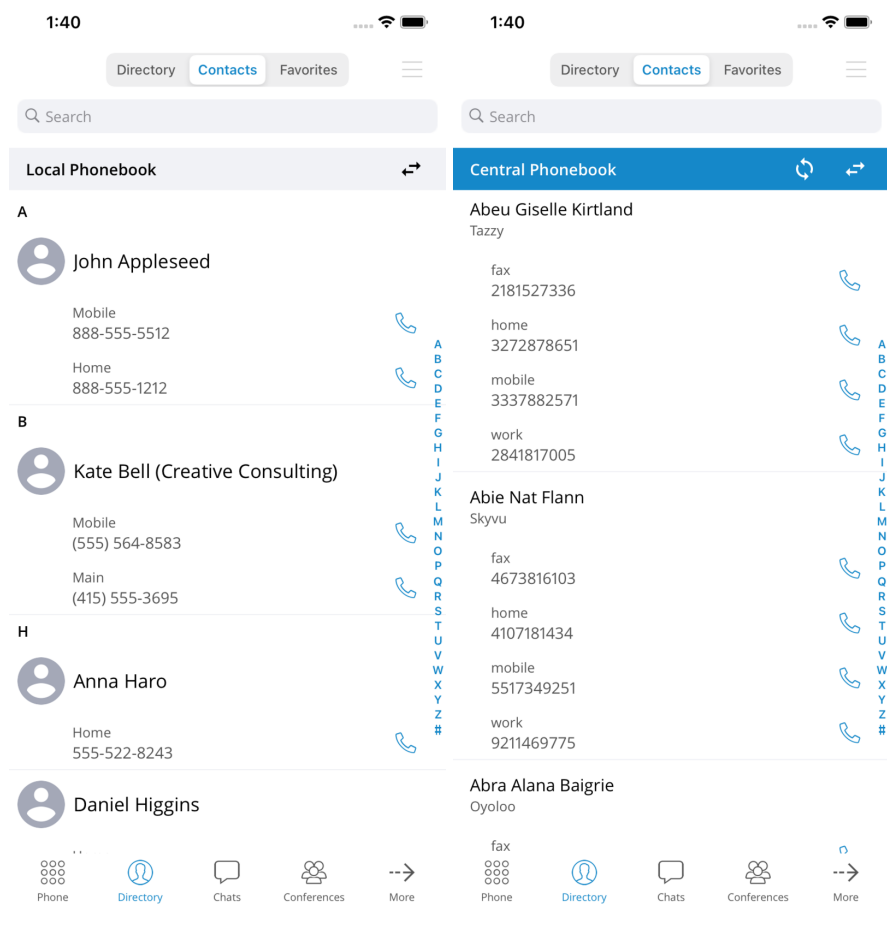 1:40
Directory Contacts Favorites
Search
Local Phonebook
A
John Appleseed
Mobile
888-555-5512
Home
888-555-1212
B
Kate Bell (Creative Consulting)
Mobile
(555) 564-8583
Main
(415) 555-3695
H
Anna Haro
Home
555-522-8243
Daniel Higgins
A
B
C
D
E
F
G
H
I
J
K
L
M
N
O
P
Q
R
S
T
U
V
W
X
Y
Z
#
Phone Directory Chats Conferences More
1:40
Directory Contacts Favorites
Search
Central Phonebook
Abeu Giselle Kirtland
Tazzy
fax
2181527336
home
3272878651
mobile
3337882571
work
2841817005
Abie Nat Flann
Skyvu
fax
4673816103
home
4107181434
mobile
5517349251
work
9211469775
Abra Alana Baigrie
Oyoloo
fax
A
B
C
D
E
F
G
H
I
J
K
L
M
N
O
P
Q
R
S
T
U
V
W
X
Y
Z
#
Phone Directory Chats Conferences More